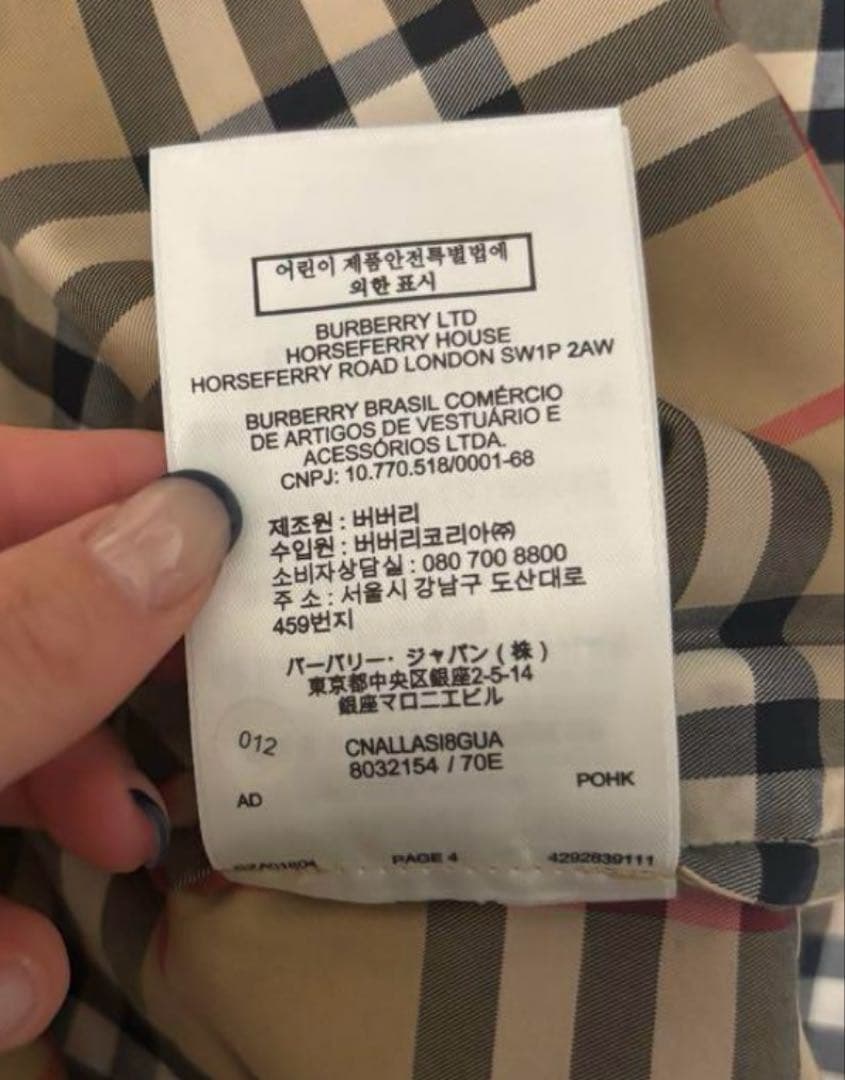 어린이 제품안전특별법에
의한 표시
BURBERRY LTD
HORSEFERRY HOUSE
HORSEFERRY ROAD LONDON SW1P 2AW
BURBERRY BRASIL COMÉRCIO
DE ARTIGOS DE VESTUÁRIO E
ACESSÓRIOS LTDA.
CNPJ: 10.770.518/0001-68
제조원 : 버버리
수입원 : 버버리코리아㈜
소비자상담실 : 080 700 8800
주 소 : 서울시 강남구 도산대로
459번지
バーバリー・ジャパン(株)
東京都中央区銀座2-5-14
銀座マロニエビル
012
CNALLASI8GUA
8032154 / 70E
POHK
AD
PAGE 4
4292839111